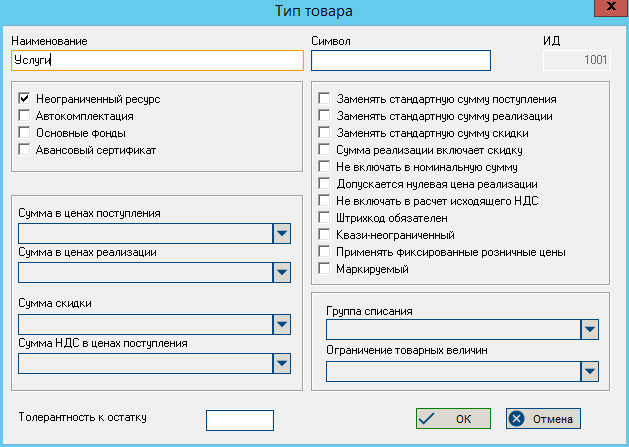 Тип товара
x
Наименование
Символ
ИД
Услуги
1001
Неограниченный ресурс
Автокомплектация
Основные фонды
Авансовый сертификат
Заменять стандартную сумму поступления
Заменять стандартную сумму реализации
Заменять стандартную сумму скидки
Сумма реализации включает скидку
Не включать в номинальную сумму
Допускается нулевая цена реализации
Не включать в расчет исходящего НДС
Штрихкод обязателен
Квази-неограниченный
Применять фиксированные розничные цены
Маркируемый
Сумма в ценах поступления
Сумма в ценах реализации
Сумма скидки
Сумма НДС в ценах поступления
Группа списания
Ограничение товарных величин
Толерантность к остатку
OK
Отмена